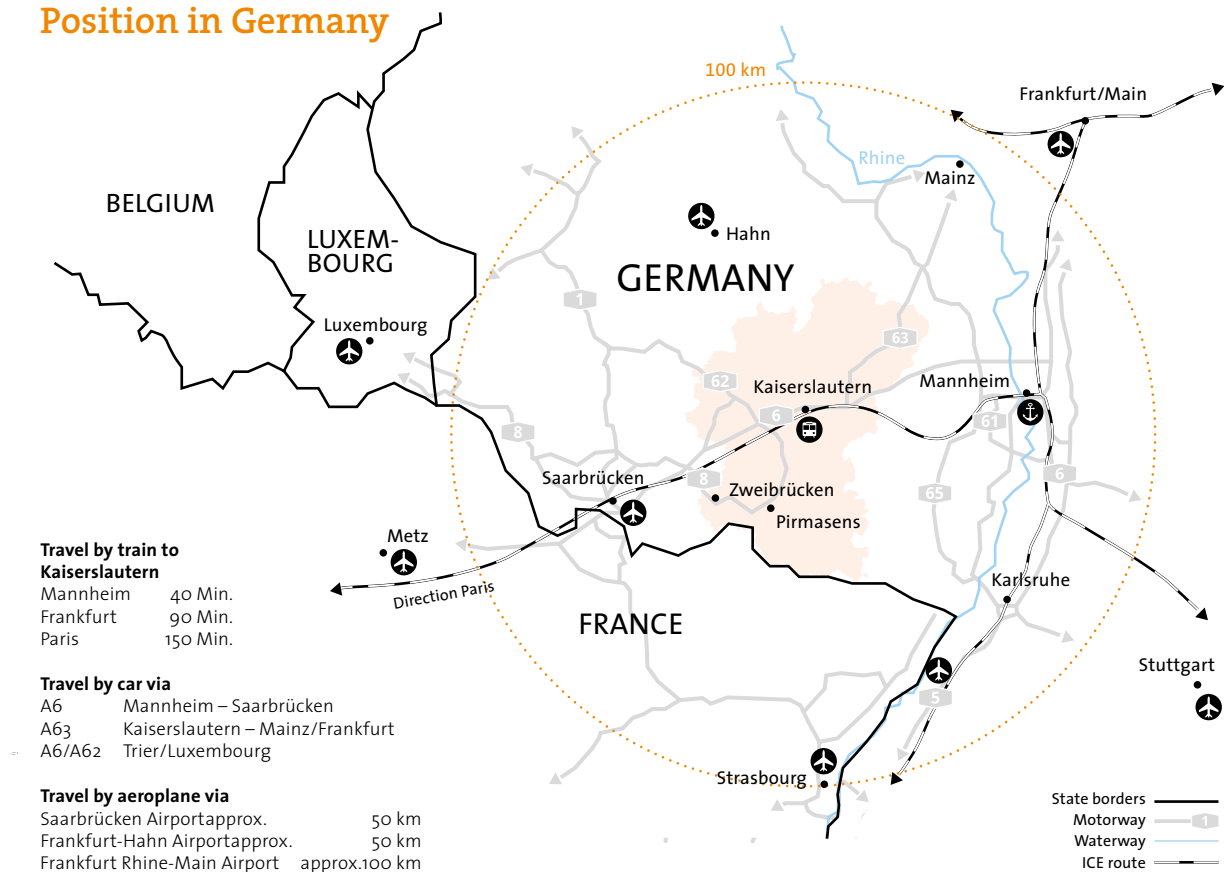 Position in Germany
100 km
Frankfurt/Main
Rhine
Mainz
BELGIUM
LUXEM-
BOURG
Hahn
GERMANY
1
Luxembourg
63
62
Kaiserslautern
Mannheim
6
61
8
Saarbrücken
8
Zweibrücken
65
6
Pirmasens
Metz
Direction Paris
Karlsruhe
FRANCE
Stuttgart
5
Strasbourg
Travel by train to
Kaiserslautern
Mannheim 40 Min.
Frankfurt 90 Min.
Paris 150 Min.
Travel by car via
A6 Mannheim – Saarbrücken
A63 Kaiserslautern – Mainz/Frankfurt
A6/A62 Trier/Luxembourg
Travel by aeroplane via
Saarbrücken Airportapprox. 50 km
Frankfurt-Hahn Airportapprox. 50 km
Frankfurt Rhine-Main Airport approx.100 km
State borders
Motorway 1
Waterway
ICE route